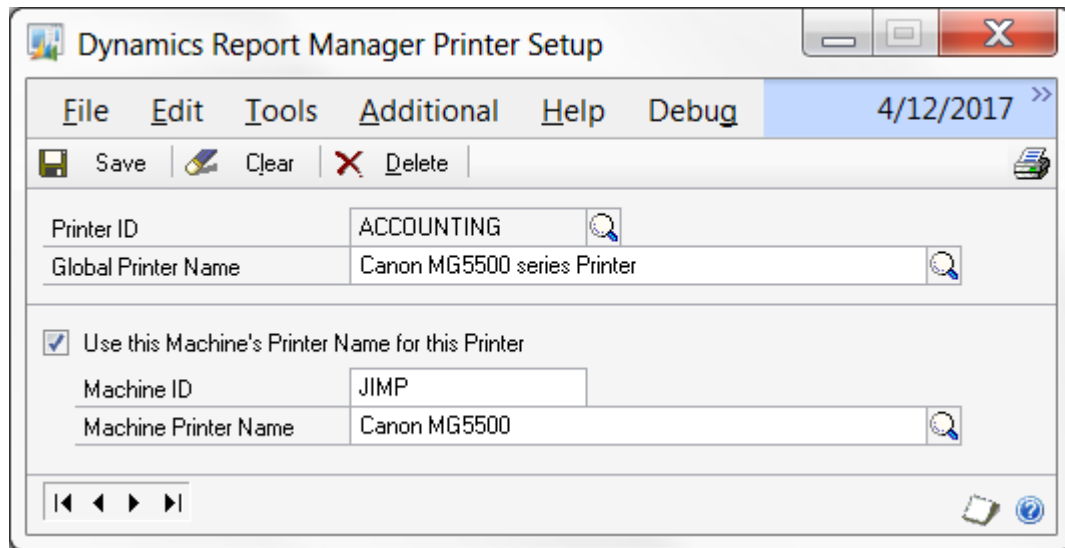 Dynamics Report Manager Printer Setup
File Edit Tools Additional Help Debug 4/12/2017 »
Save Clear Delete
Printer ID ACCOUNTING
Global Printer Name Canon MG5500 series Printer
Use this Machine's Printer Name for this Printer
Machine ID JIMP
Machine Printer Name Canon MG5500